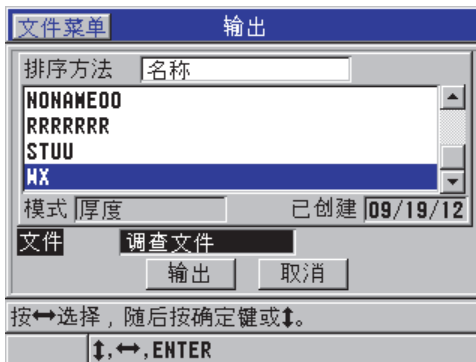 文件菜单 输出
排序方法 名称
NONAME00
RRRRRRR
STUU
WX
模式 厚度 已创建 09/19/12
文件 调查文件
输出 取消
按↔选择，随后按确定键或↕。
↕,↔,ENTER